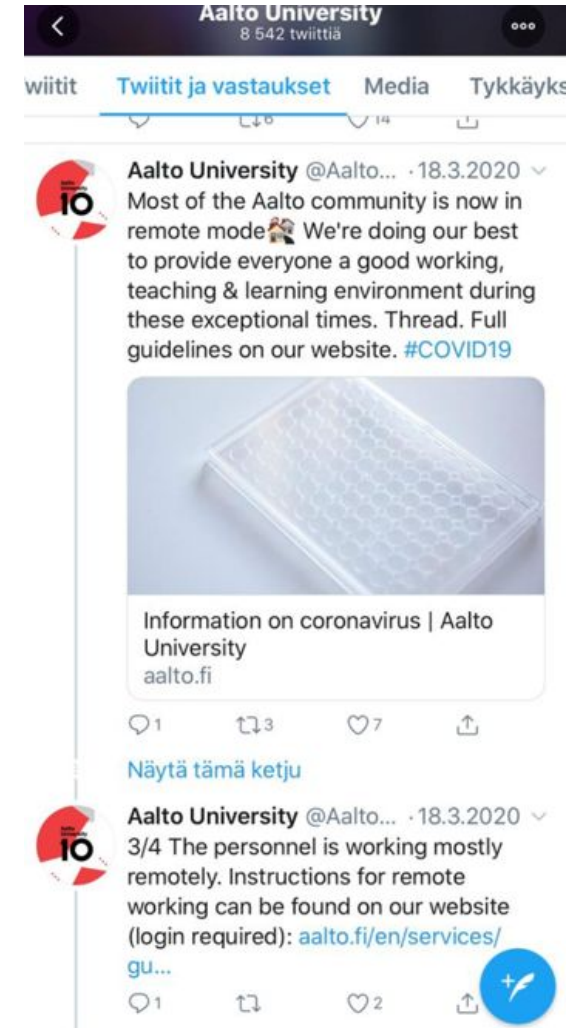 Aalto University
8 542 twiittiä
wiitit
Twiitit ja vastaukset
Media
Tykkäyks
6
14
Aalto University @Aalto... · 18.3.2020
10
Most of the Aalto community is now in
remote mode🏘️ We're doing our best
to provide everyone a good working,
teaching & learning environment during
these exceptional times. Thread. Full
guidelines on our website. #COVID19
Information on coronavirus | Aalto
University
aalto.fi
1
3
7
Näytä tämä ketju
Aalto University @Aalto... · 18.3.2020
10
3/4 The personnel is working mostly
remotely. Instructions for remote
working can be found on our website
(login required): aalto.fi/en/services/
gu...
1
2